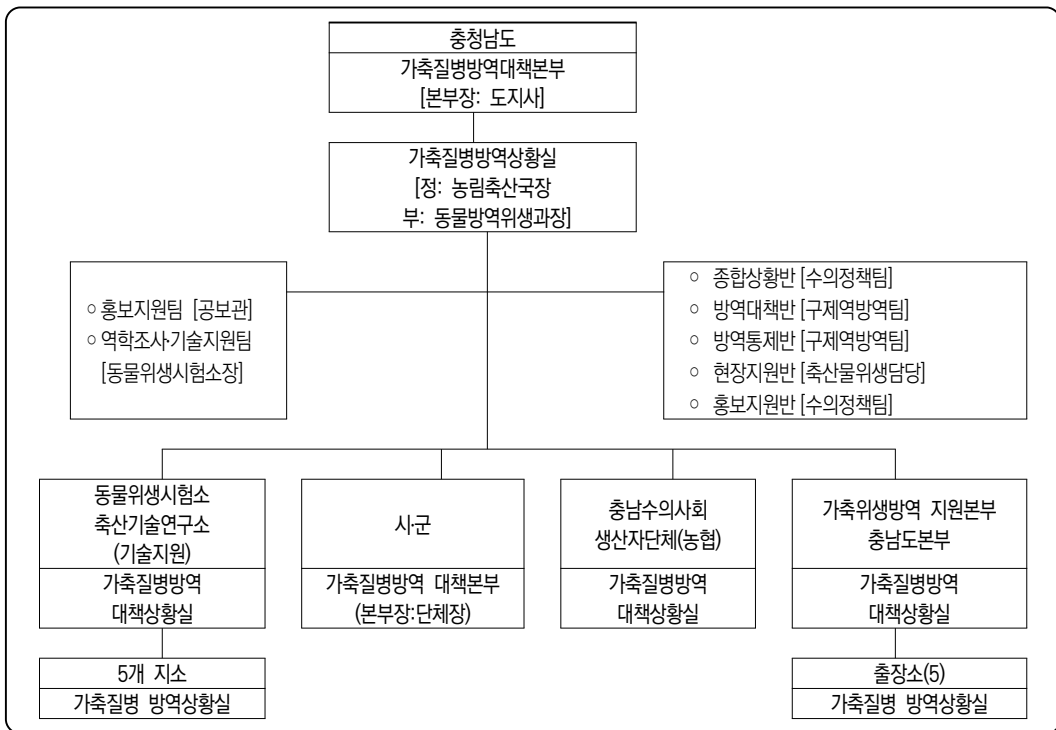 충청남도
가축질병방역대책본부
[본부장: 도지사]
가축질병방역상황실
[정: 농림축산국장
부: 동물방역위생과장]
○ 홍보지원팀 [공보관]
○ 역학조사·기술지원팀
[동물위생시험소장]
○ 종합상황반 [수의정책팀]
○ 방역대책반 [구제역방역팀]
○ 방역통제반 [구제역방역팀]
○ 현장지원반 [축산물위생담당]
○ 홍보지원반 [수의정책팀]
동물위생시험소
축산기술연구소
(기술지원)
가축질병방역
대책상황실
시·군
가축질병방역 대책본부
(본부장:단체장)
충남수의사회
생산자단체(농협)
가축질병방역
대책상황실
가축위생방역 지원본부
충남도본부
가축질병방역
대책상황실
5개 지소
가축질병 방역상황실
출장소(5)
가축질병 방역상황실